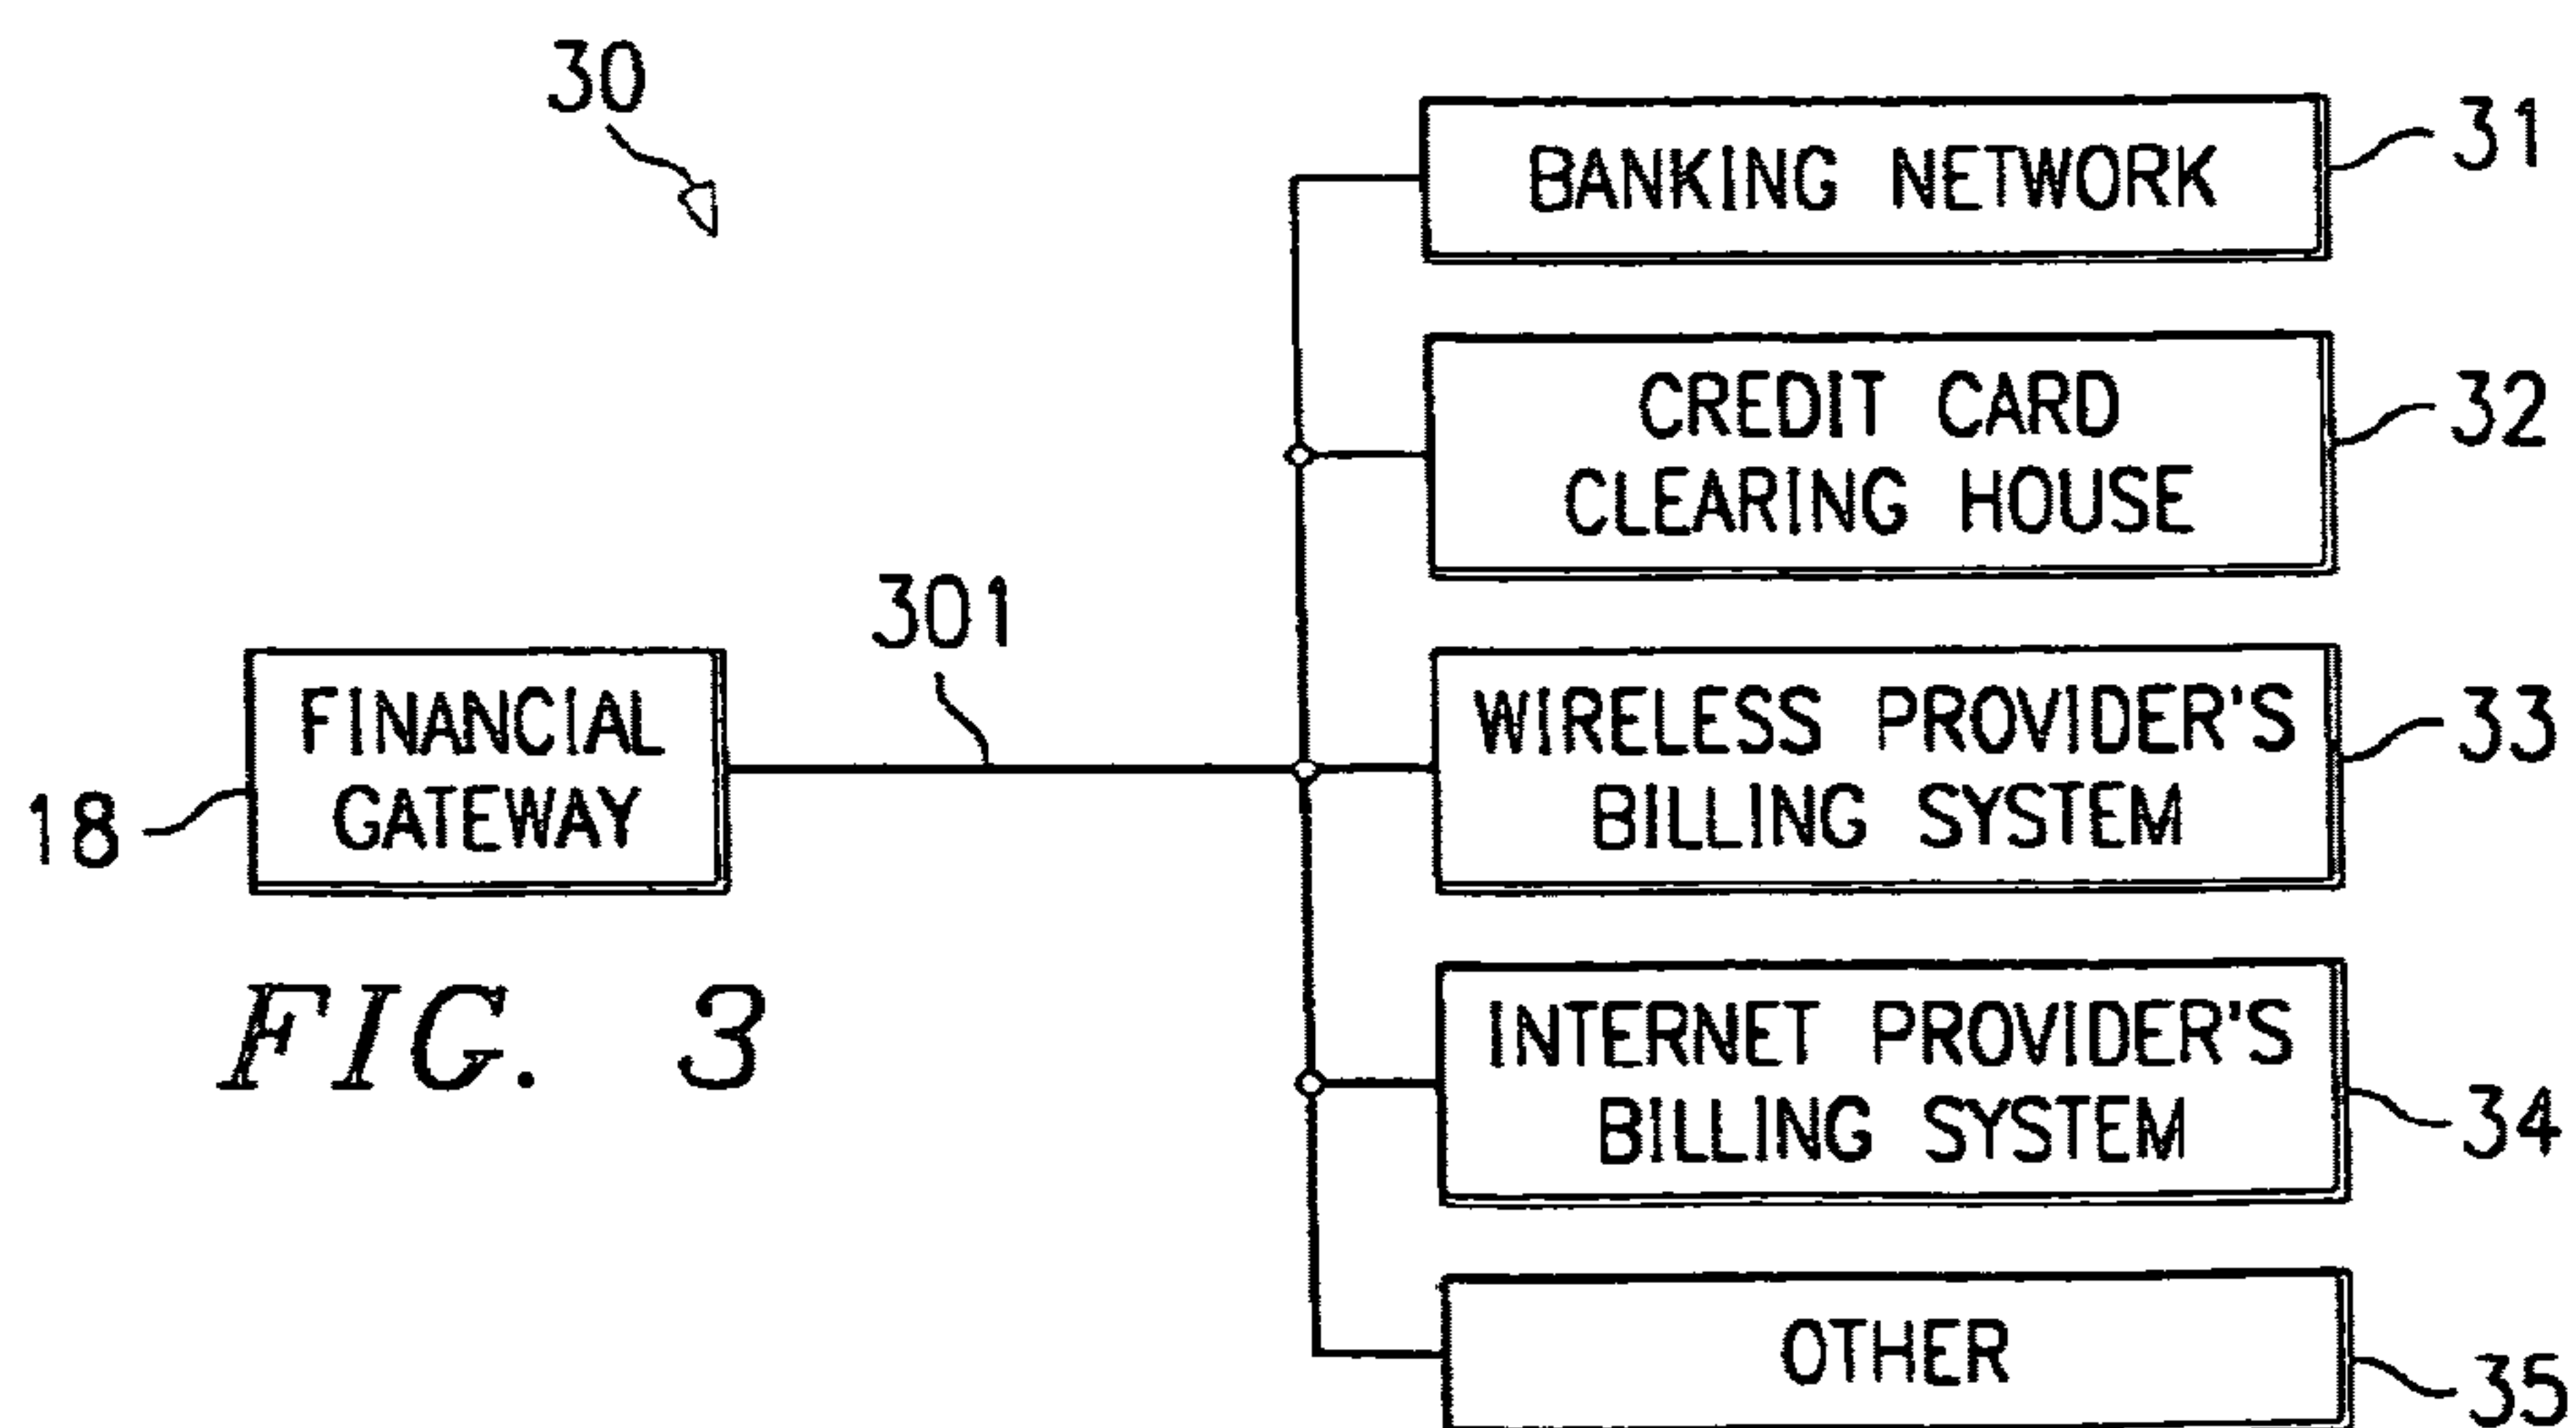 30
BANKING NETWORK
31
CREDIT CARD
CLEARING HOUSE
32
301
FINANCIAL
GATEWAY
18
WIRELESS PROVIDER'S
BILLING SYSTEM
33
FIG. 3
INTERNET PROVIDER'S
BILLING SYSTEM
34
OTHER
35